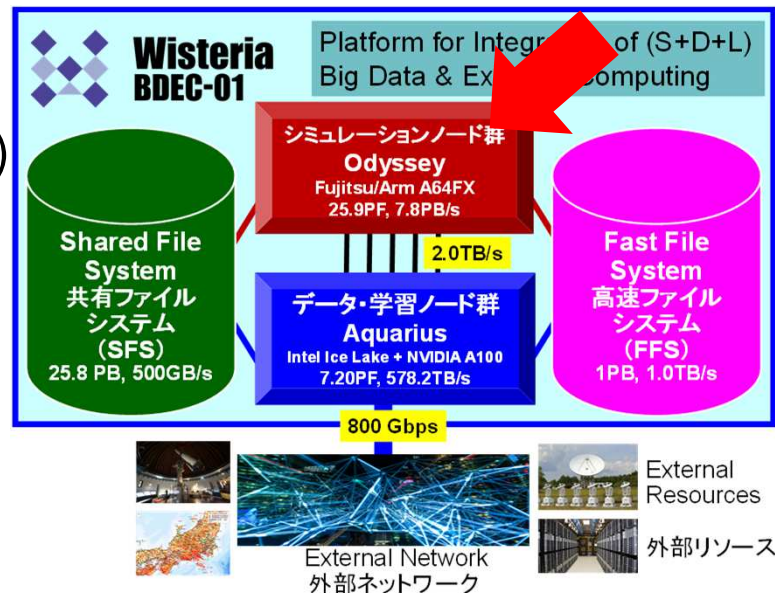 Wisteria
BDEC-01
Platform for Integr of (S+D+L)
Big Data & Ex omputing
)
シミュレーションノード群
Odyssey
Fujitsu/Arm A64FX
25.9PF, 7.8PB/s
Shared File
System
共有ファイル
システム
(SFS)
25.8 PB, 500GB/s
2.0TB/s
Fast File
System
高速ファイル
システム
(FFS)
1PB, 1.0TB/s
データ・学習ノード群
Aquarius
Intel Ice Lake + NVIDIA A100
7.20PF, 578.2TB/s
800 Gbps
External Network
外部ネットワーク
External
Resources
外部リソース